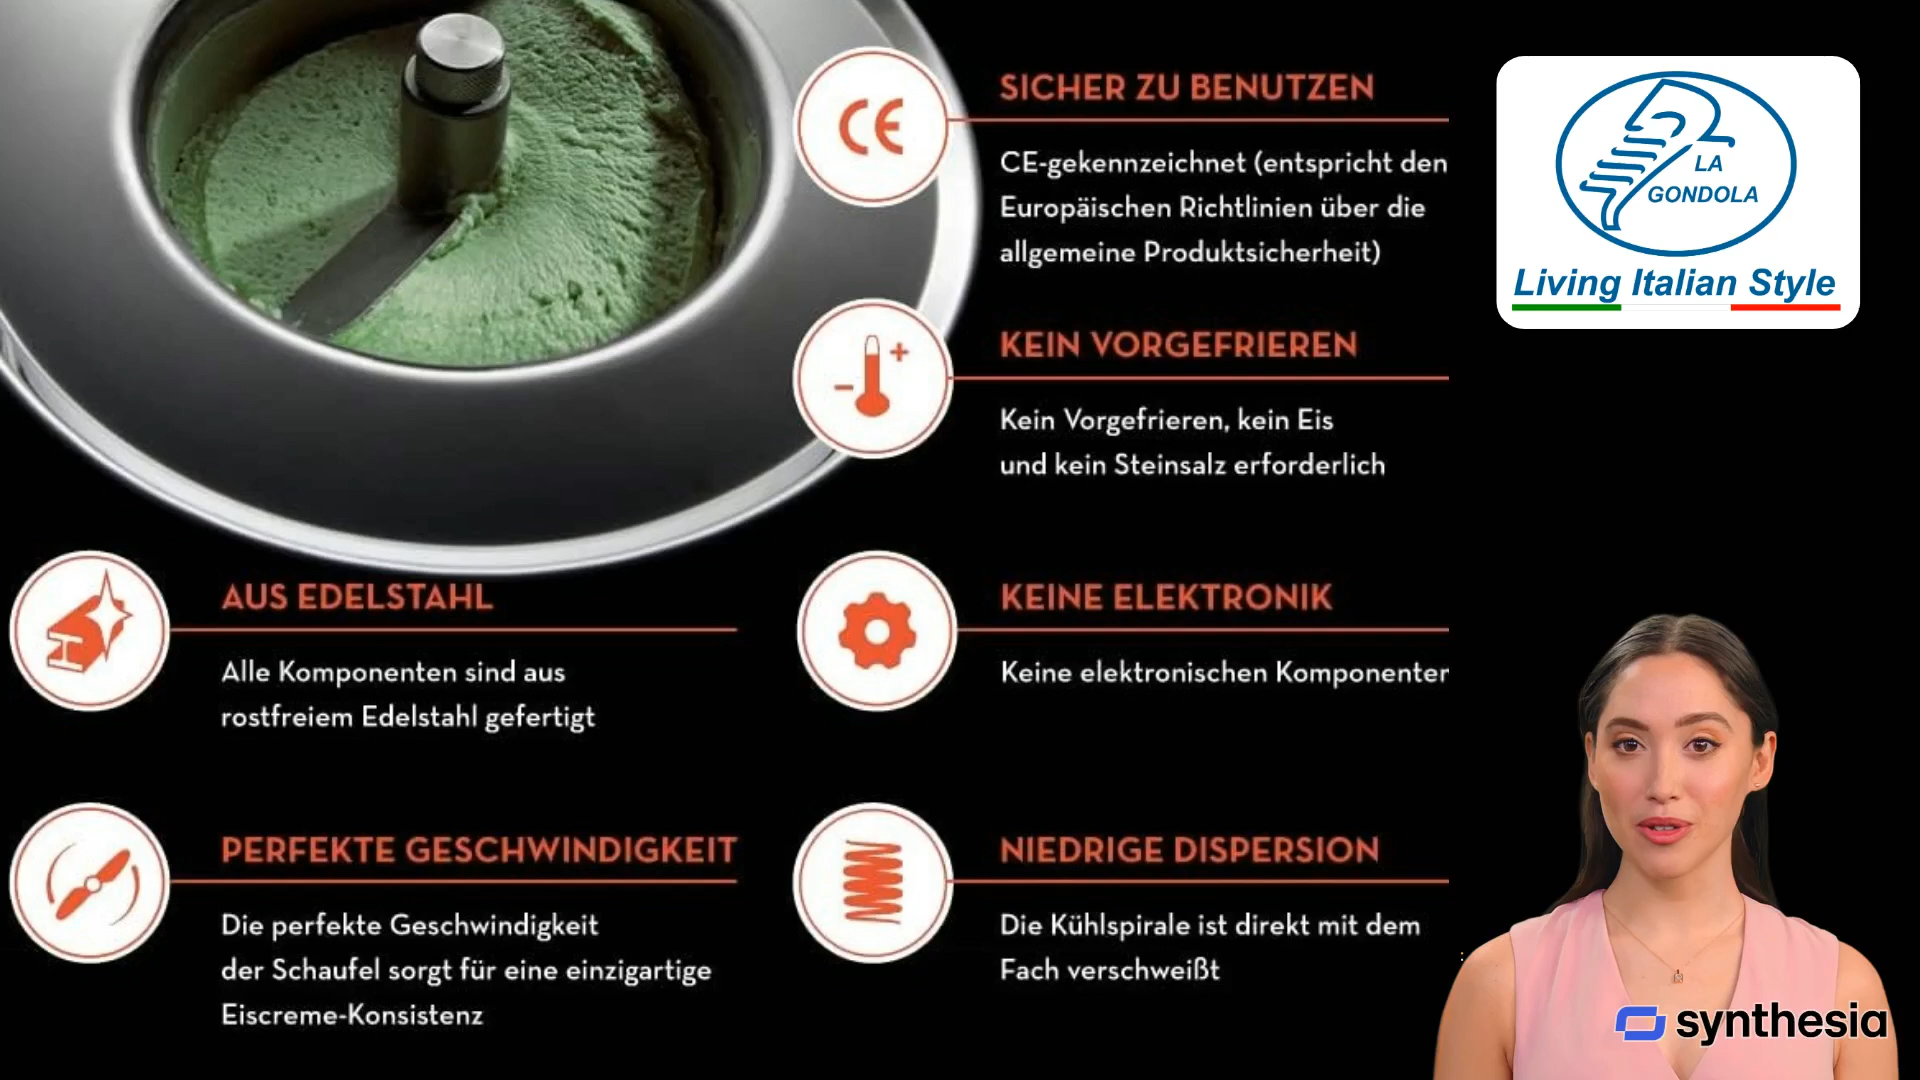 SICHER ZU BENUTZEN
CE
CE-gekennzeichnet (entspricht den
Europäischen Richtlinien über die
allgemeine Produktsicherheit)
LA
GONDOLA
Living Italian Style
KEIN VORGEFRIEREN
Kein Vorgefrieren, kein Eis
und kein Steinsalz erforderlich
AUS EDELSTAHL
Alle Komponenten sind aus
rostfreiem Edelstahl gefertigt
KEINE ELEKTRONIK
Keine elektronischen Komponenten
PERFEKTE GESCHWINDIGKEIT
Die perfekte Geschwindigkeit
der Schaufel sorgt für eine einzigartige
Eiscreme-Konsistenz
NIEDRIGE DISPERSION
Die Kühlspirale ist direkt mit dem
Fach verschweißt
synthesia